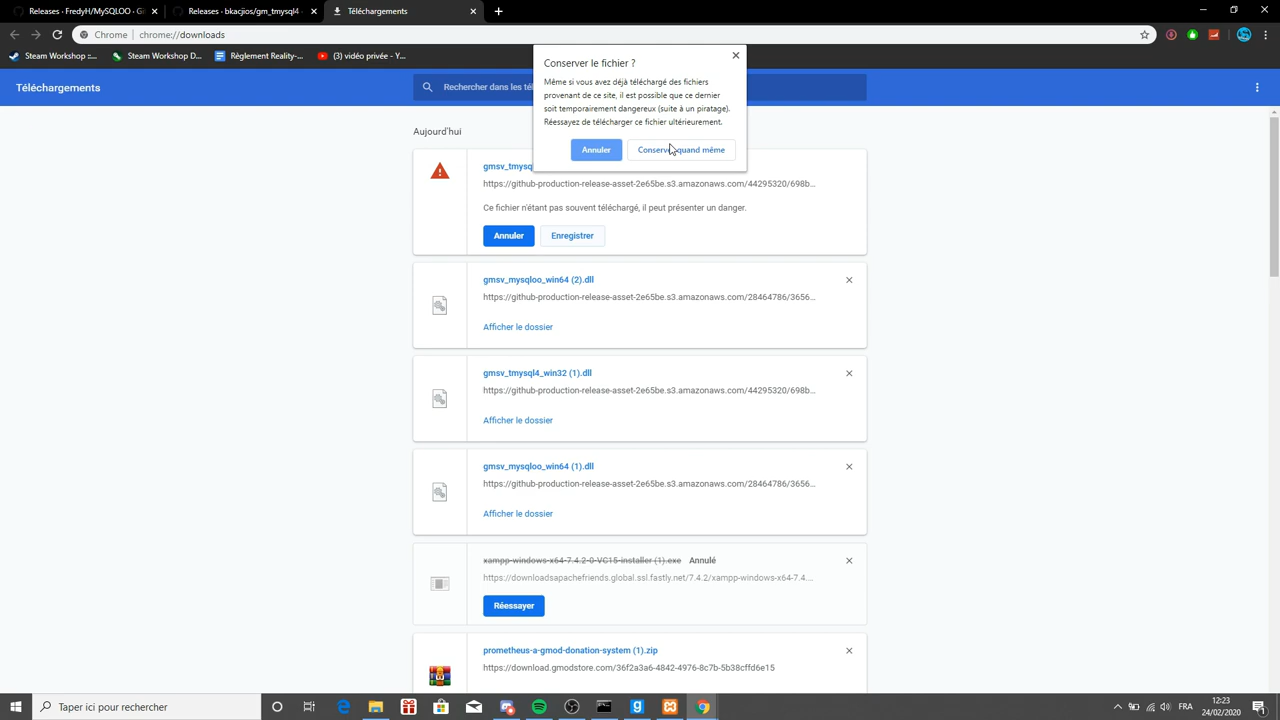 Releases · FredyH/MySQLOO · G
Releases · bkacjios/gm_tmysql4
Téléchargements
Chrome
chrome://downloads
Steam Workshop ::...
Steam Workshop D...
Règlement Reality-...
(3) vidéo privée - Y...
Téléchargements
Rechercher dans les tél
Conserver le fichier ?
Même si vous avez déjà téléchargé des fichiers
provenant de ce site, il est possible que ce dernier
soit temporairement dangereux (suite à un piratage).
Réessayez de télécharger ce fichier ultérieurement.
Annuler
Conserver quand même
Aujourd'hui
gmsv_tmysq
https://github-production-release-asset-2e65be.s3.amazonaws.com/44295320/698b...
Ce fichier n'étant pas souvent téléchargé, il peut présenter un danger.
Annuler
Enregistrer
gmsv_mysqloo_win64 (2).dll
https://github-production-release-asset-2e65be.s3.amazonaws.com/28464786/3656...
Afficher le dossier
gmsv_tmysql4_win32 (1).dll
https://github-production-release-asset-2e65be.s3.amazonaws.com/44295320/698b...
Afficher le dossier
gmsv_mysqloo_win64 (1).dll
https://github-production-release-asset-2e65be.s3.amazonaws.com/28464786/3656...
Afficher le dossier
xampp-windows-x64-7.4.2-0-VC15-installer (1).exe Annulé
https://downloadsapachefriends.global.ssl.fastly.net/7.4.2/xampp-windows-x64-7.4....
Réessayer
prometheus-a-gmod-donation-system (1).zip
https://download.gmodstore.com/36f2a3a6-4842-4976-8c7b-5b38cffd6e15
Taper ici pour rechercher
FRA
12:23
24/02/2020